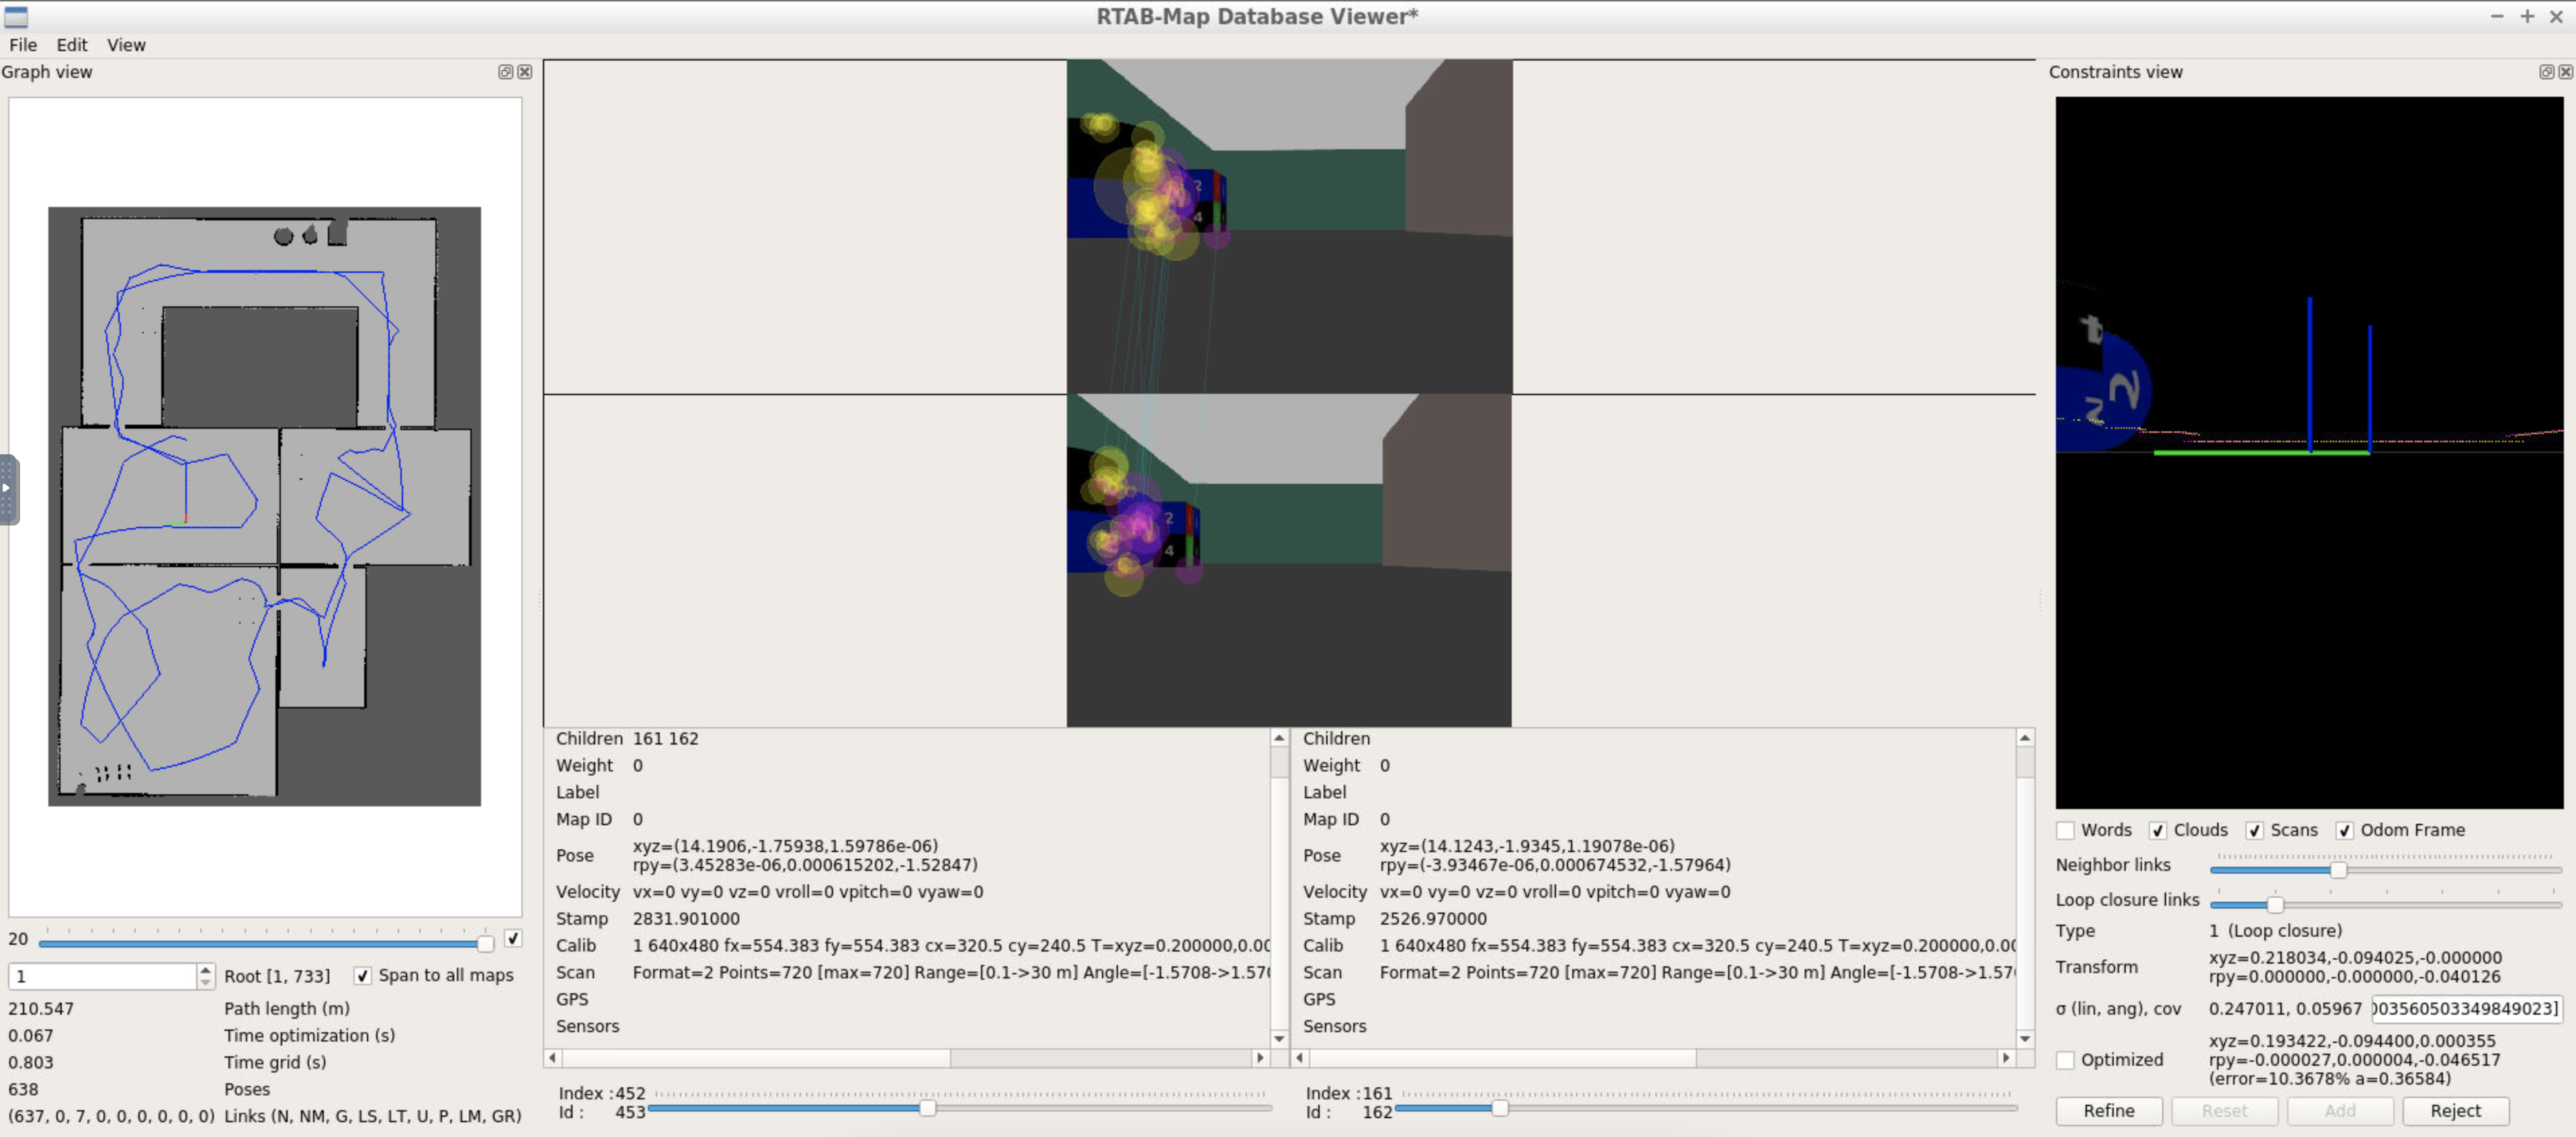 RTAB-Map Database Viewer*
File Edit View
Graph view
20
1 Root [1, 733] Span to all maps
210.547 Path length (m)
0.067 Time optimization (s)
0.803 Time grid (s)
638 Poses
(637, 0, 7, 0, 0, 0, 0, 0, 0) Links (N, NM, G, LS, LT, U, P, LM, GR)
2
4
2
4
Children 161 162
Weight 0
Label
Map ID 0
Pose xyz=(14.1906,-1.75938,1.59786e-06)
rpy=(3.45283e-06,0.000615202,-1.52847)
Velocity vx=0 vy=0 vz=0 vroll=0 vpitch=0 vyaw=0
Stamp 2831.901000
Calib 1 640x480 fx=554.383 fy=554.383 cx=320.5 cy=240.5 T=xyz=0.200000,0.00
Scan Format=2 Points=720 [max=720] Range=[0.1->30 m] Angle=[-1.5708->1.570
GPS
Sensors
Index :452
Id : 453
Children
Weight 0
Label
Map ID 0
Pose xyz=(14.1243,-1.9345,1.19078e-06)
rpy=(-3.93467e-06,0.000674532,-1.57964)
Velocity vx=0 vy=0 vz=0 vroll=0 vpitch=0 vyaw=0
Stamp 2526.970000
Calib 1 640x480 fx=554.383 fy=554.383 cx=320.5 cy=240.5 T=xyz=0.200000,0.00
Scan Format=2 Points=720 [max=720] Range=[0.1->30 m] Angle=[-1.5708->1.57
GPS
Sensors
Index :161
Id : 162
Constraints view
2
Words Clouds Scans Odom Frame
Neighbor links
Loop closure links
Type 1 (Loop closure)
Transform xyz=0.218034,-0.094025,-0.000000
rpy=0.000000,-0.000000,-0.040126
σ (lin, ang), cov 0.247011, 0.05967 003560503349849023]
Optimized xyz=0.193422,-0.094400,0.000355
rpy=-0.000027,0.000004,-0.046517
(error=10.3678% a=0.36584)
Refine Reset Add Reject